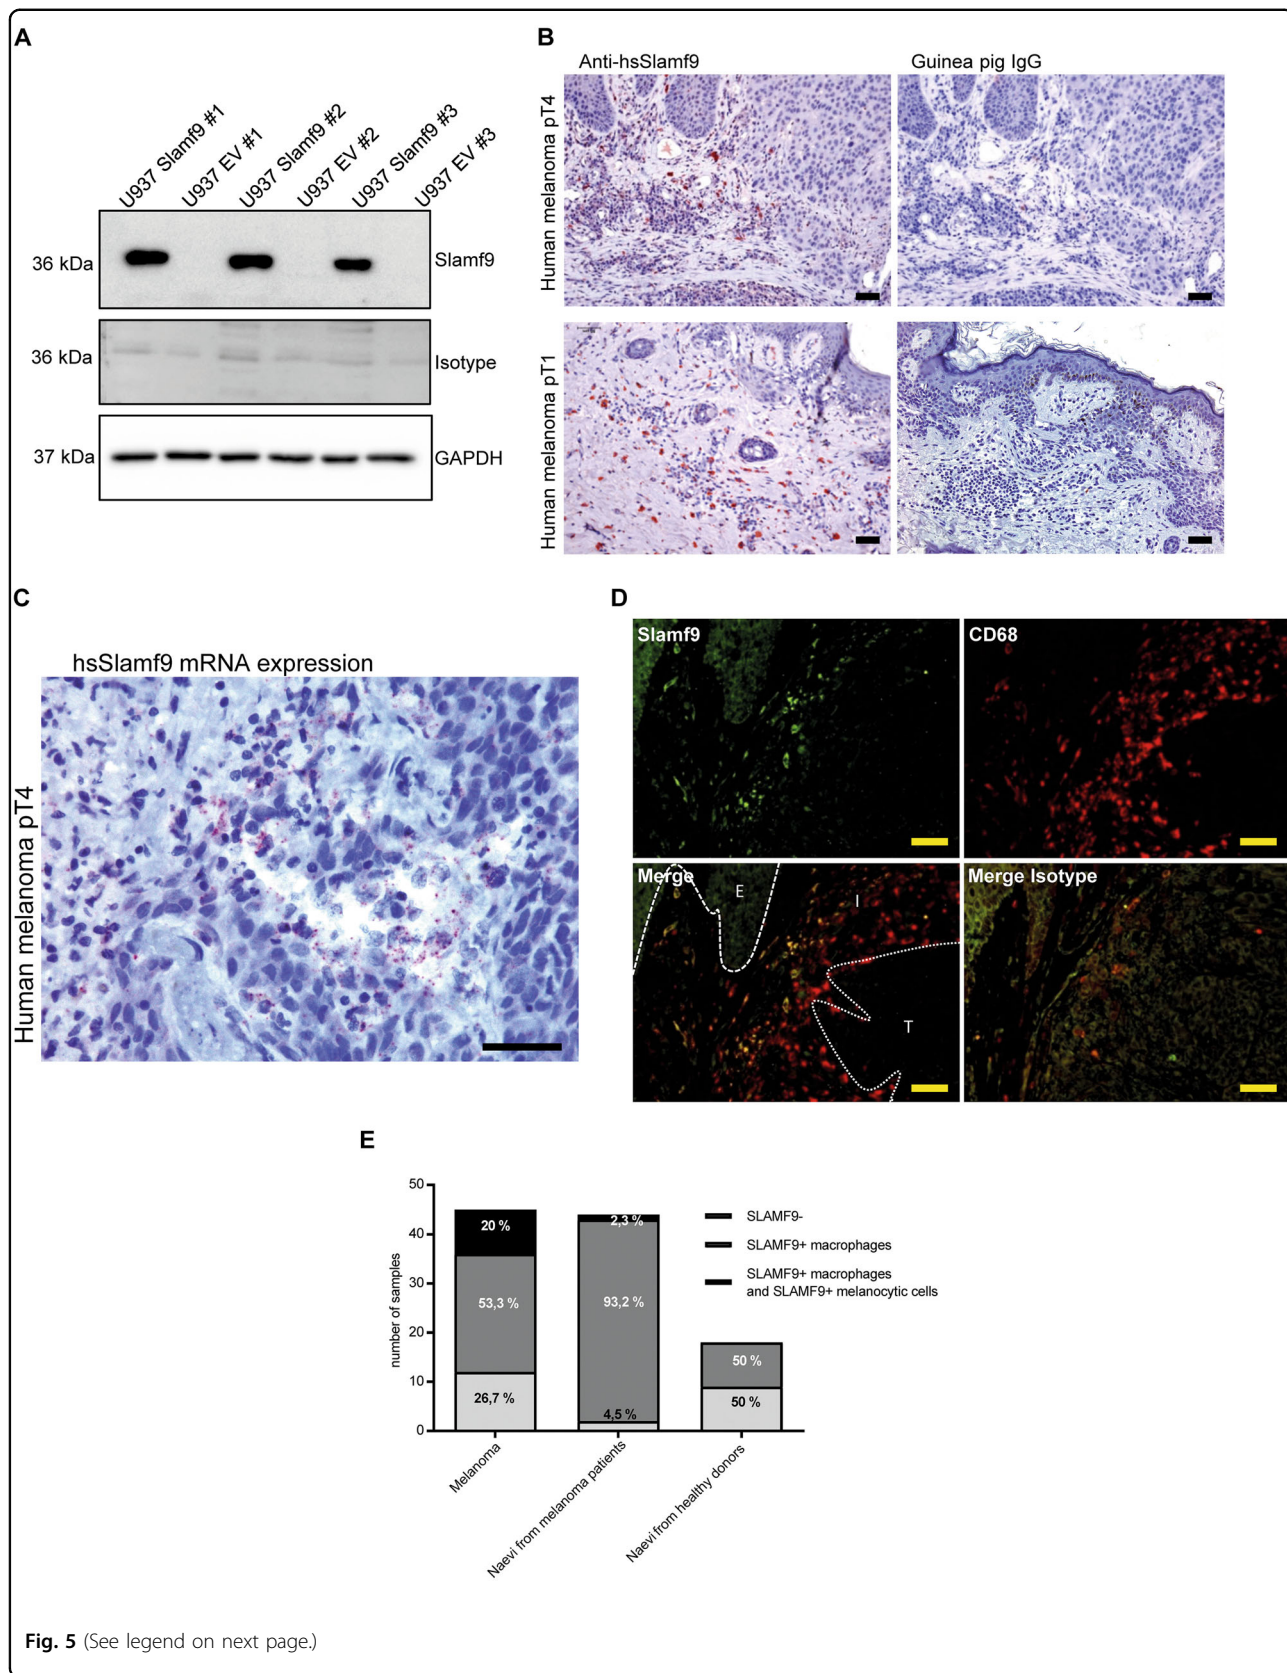 A
U937 Slamf9 #1
U937 EV #1
U937 Slamf9 #2
U937 EV #2
U937 Slamf9 #3
U937 EV #3
36 kDa
Slamf9
36 kDa
Isotype
37 kDa
GAPDH
B
Anti-hsSlamf9
Guinea pig IgG
Human melanoma pT4
Human melanoma pT1
C
hsSlamf9 mRNA expression
Human melanoma pT4
D
Slamf9
CD68
Merge
E
I
T
Merge Isotype
E
number of samples
50
40
30
20
10
0
20 %
53,3 %
26,7 %
2,3 %
93,2 %
4,5 %
50 %
50 %
Melanoma
Naevi from melanoma patients
Naevi from healthy donors
SLAMF9-
SLAMF9+ macrophages
SLAMF9+ macrophages
and SLAMF9+ melanocytic cells
Fig. 5 (See legend on next page.)